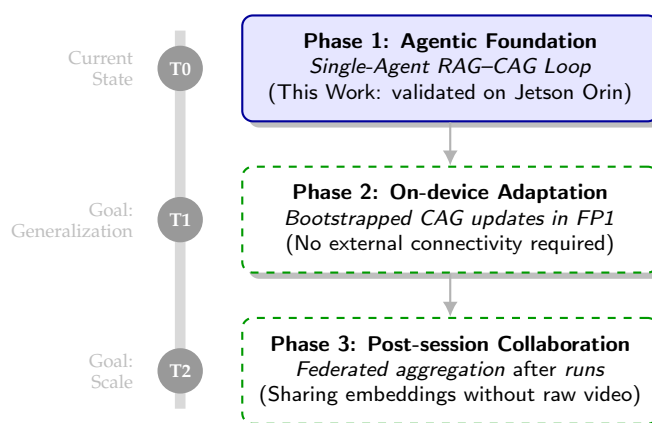 Current
State
T0
Phase 1: Agentic Foundation
Single-Agent RAG–CAG Loop
(This Work: validated on Jetson Orin)
Goal:
Generalization
T1
Phase 2: On-device Adaptation
Bootstrapped CAG updates in FP1
(No external connectivity required)
Goal:
Scale
T2
Phase 3: Post-session Collaboration
Federated aggregation after runs
(Sharing embeddings without raw video)